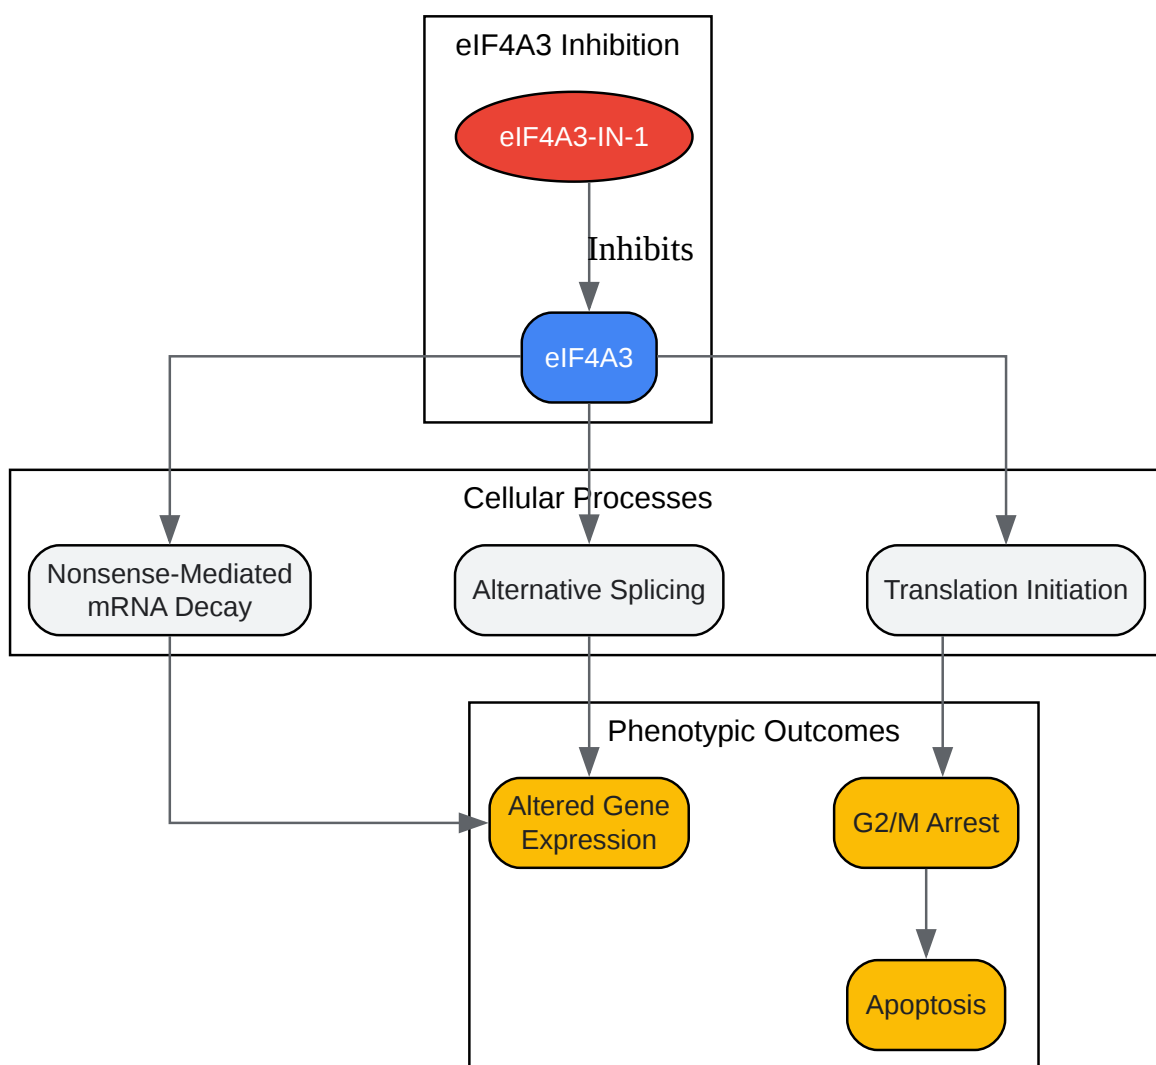 eIF4A3 Inhibition
eIF4A3-IN-1
Inhibits
eIF4A3
Cellular Processes
Nonsense-Mediated
mRNA Decay
Alternative Splicing
Translation Initiation
Phenotypic Outcomes
Altered Gene
Expression
G2/M Arrest
Apoptosis